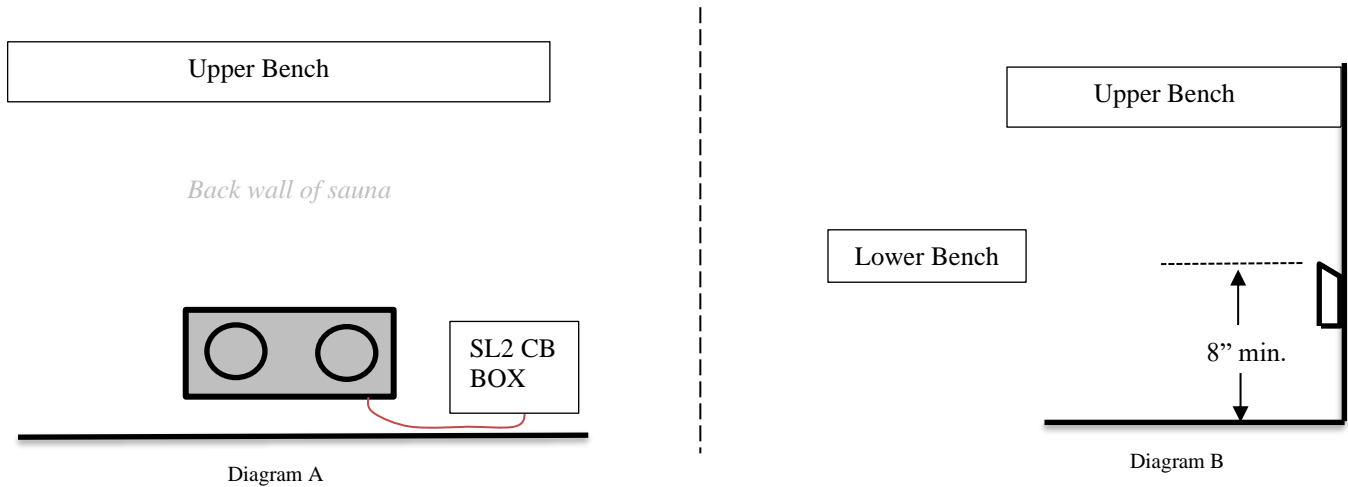 Upper Bench
Back wall of sauna
SL2 CB
BOX
Diagram A
Upper Bench
Lower Bench
8” min.
Diagram B